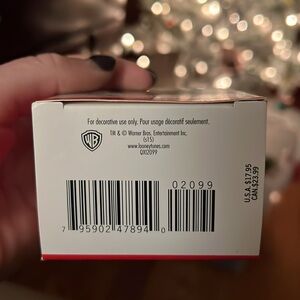 For decorative use only. Pour usage décoratif seulement.
TM & © Warner Bros. Entertainment Inc.
(s15)
www.looneytunes.com
QXI2099
WB
02099
7 95902 47894 0
U.S.A. $17.95
CAN $23.99